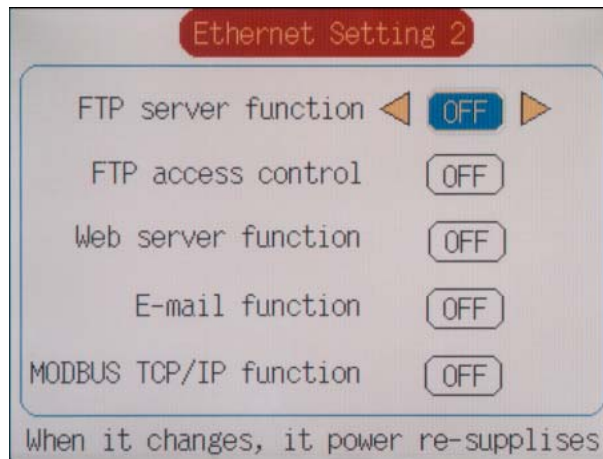 Ethernet Setting 2
FTP server function OFF
FTP access control OFF
Web server function OFF
E-mail function OFF
MODBUS TCP/IP function OFF
When it changes, it power re-supplises